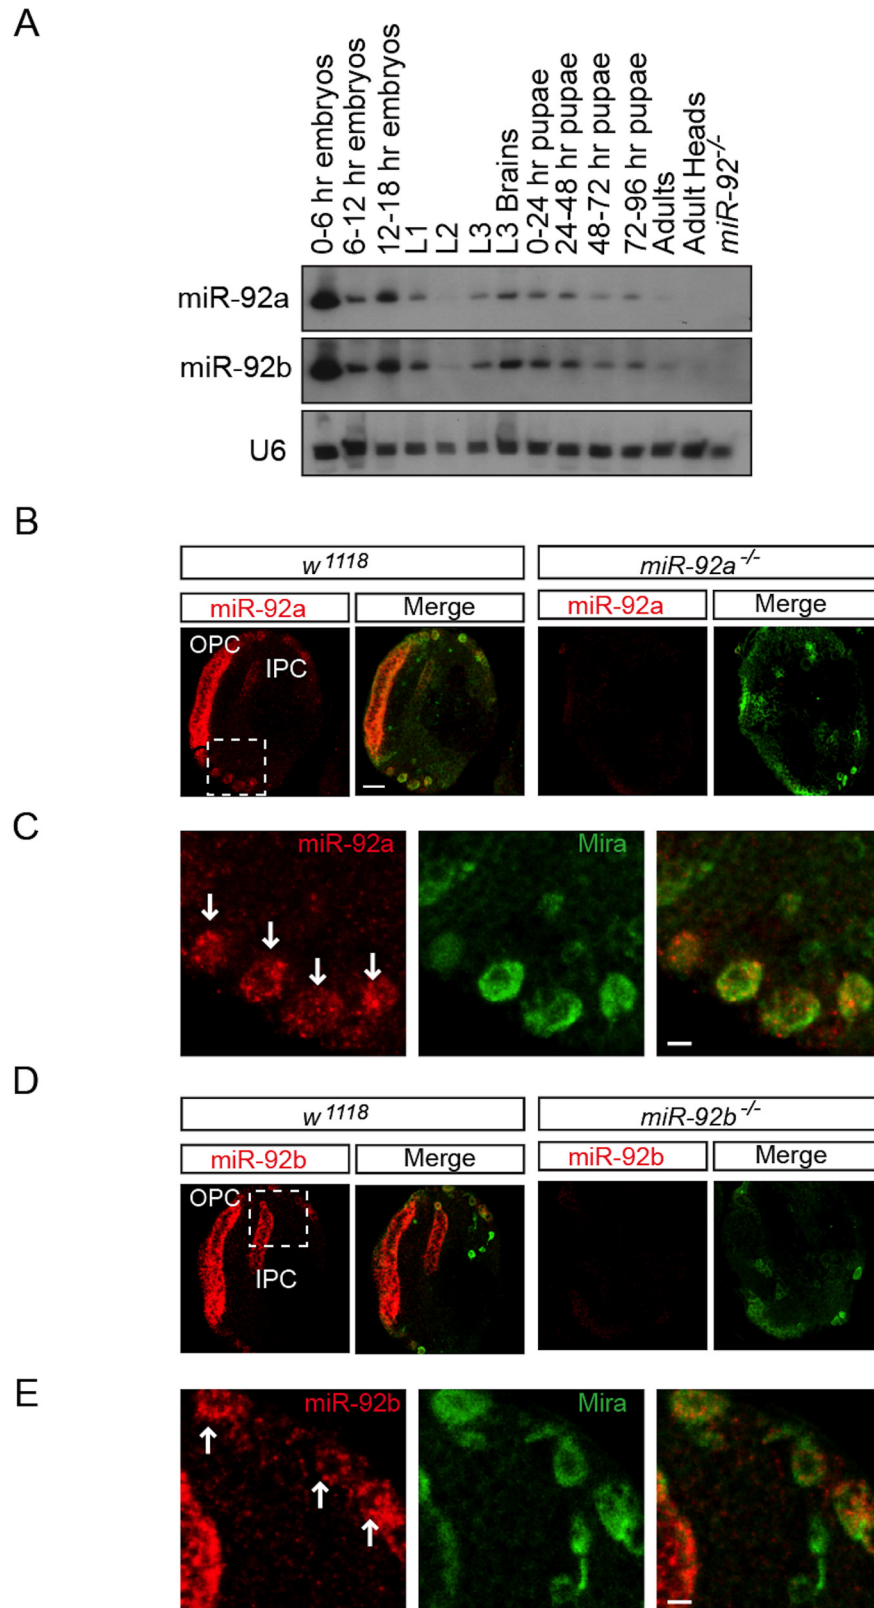 A
0-6 hr embryos
6-12 hr embryos
12-18 hr embryos
L1
L2
L3
L3 Brains
0-24 hr pupae
24-48 hr pupae
48-72 hr pupae
72-96 hr pupae
Adults
Adult Heads
miR-92-/-
miR-92a
miR-92b
U6
B
w1118
miR-92a-/-
miR-92a
Merge
miR-92a
Merge
OPC
IPC
C
miR-92a
Mira
D
w1118
miR-92b-/-
miR-92b
Merge
miR-92b
Merge
OPC
IPC
E
miR-92b
Mira